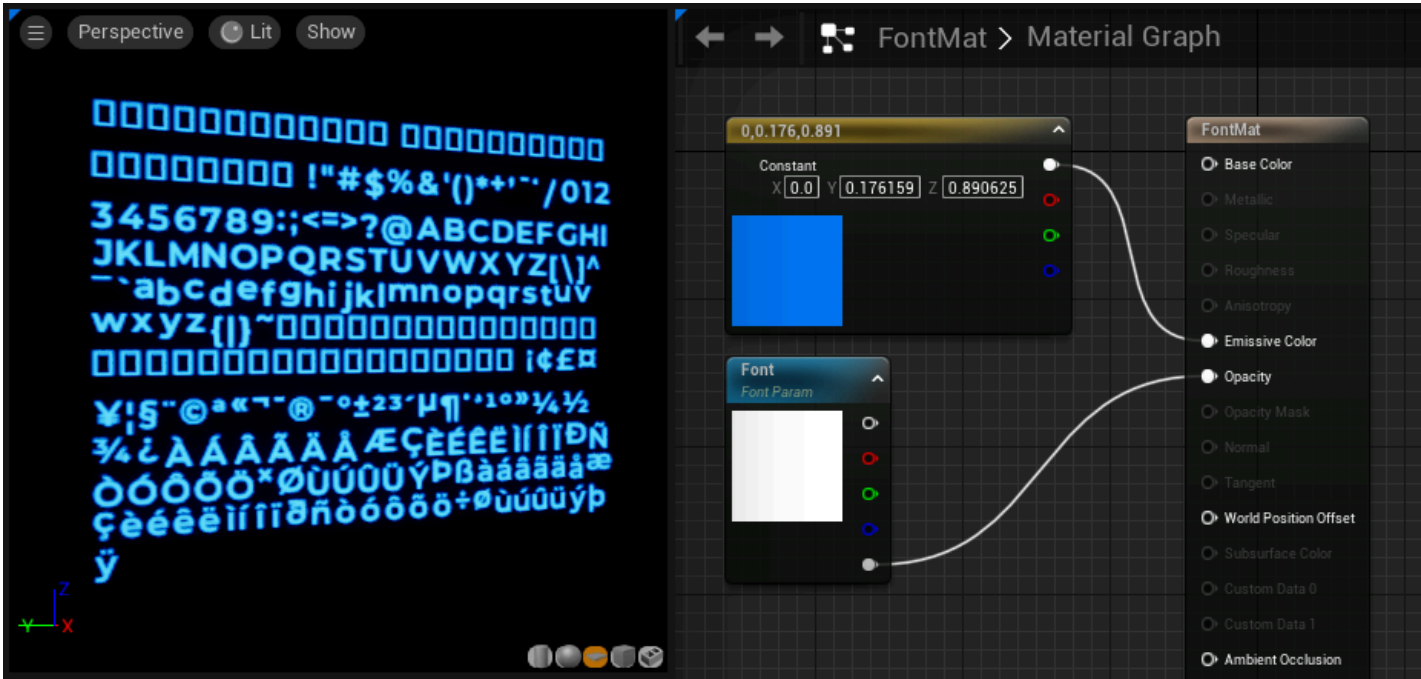 Perspective
Lit
Show
!"#$%&'()*+'-·/012
3456789:;<=>?@ABCDEFGHI
JKLMNOPQRSTUVWXYZ[\]^
_`abcdefghijklmnopqrstuv
wxyz{|}~
¡¢£¤
¥¦§¨©ª«¬-®¯°±²³´µ¶·¸¹º»¼½
¾¿ÀÁÂÃÄÅÆÇÈÉÊËÌÍÎÏÐÑ
ÒÓÔÕÖ×ØÙÚÛÜÝÞßàáâãäåæ
çèéêëìíîïðñòóôõö÷øùúûüýþ
ÿ
Z
Y
X
FontMat > Material Graph
0,0.176,0.891
Constant
X 0.0 Y 0.176159 Z 0.890625
Font
Font Param
FontMat
Base Color
Metallic
Specular
Roughness
Anisotropy
Emissive Color
Opacity
Opacity Mask
Normal
Tangent
World Position Offset
Subsurface Color
Custom Data 0
Custom Data 1
Ambient Occlusion